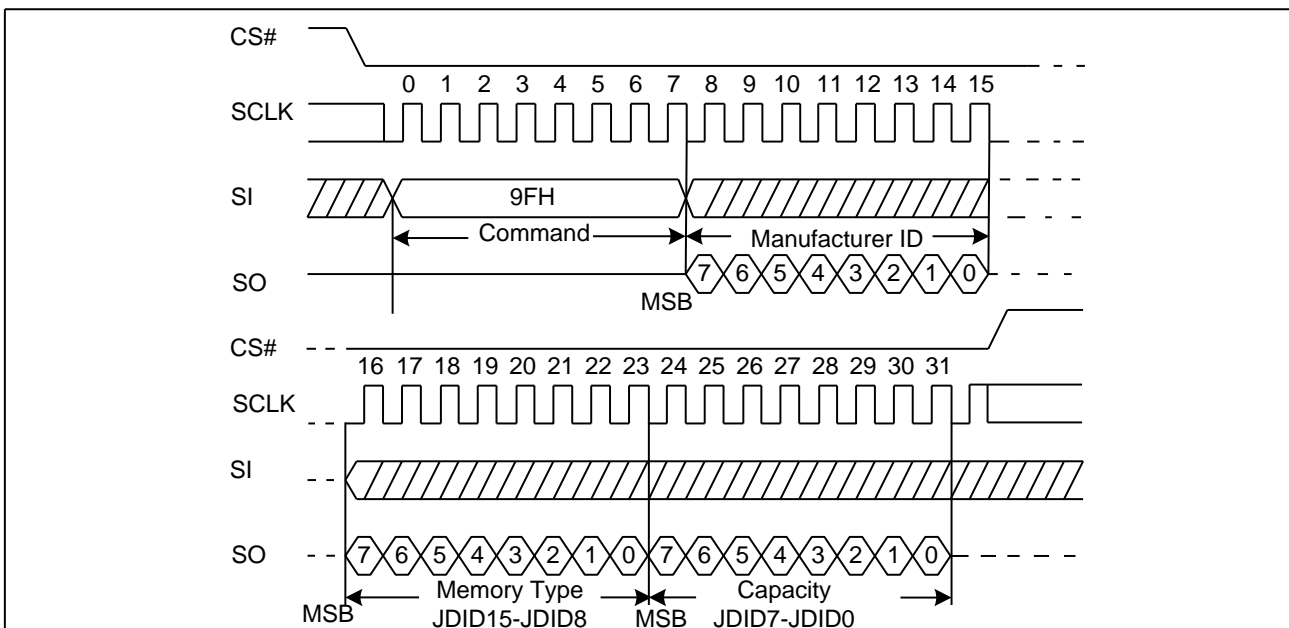 CS#
0 1 2 3 4 5 6 7 8 9 10 11 12 13 14 15
SCLK
SI 9FH
Command Manufacturer ID
SO 7 6 5 4 3 2 1 0
MSB
CS#
16 17 18 19 20 21 22 23 24 25 26 27 28 29 30 31
SCLK
SI
SO 7 6 5 4 3 2 1 0 7 6 5 4 3 2 1 0
Memory Type Capacity
MSB JDID15-JDID8 MSB JDID7-JDID0